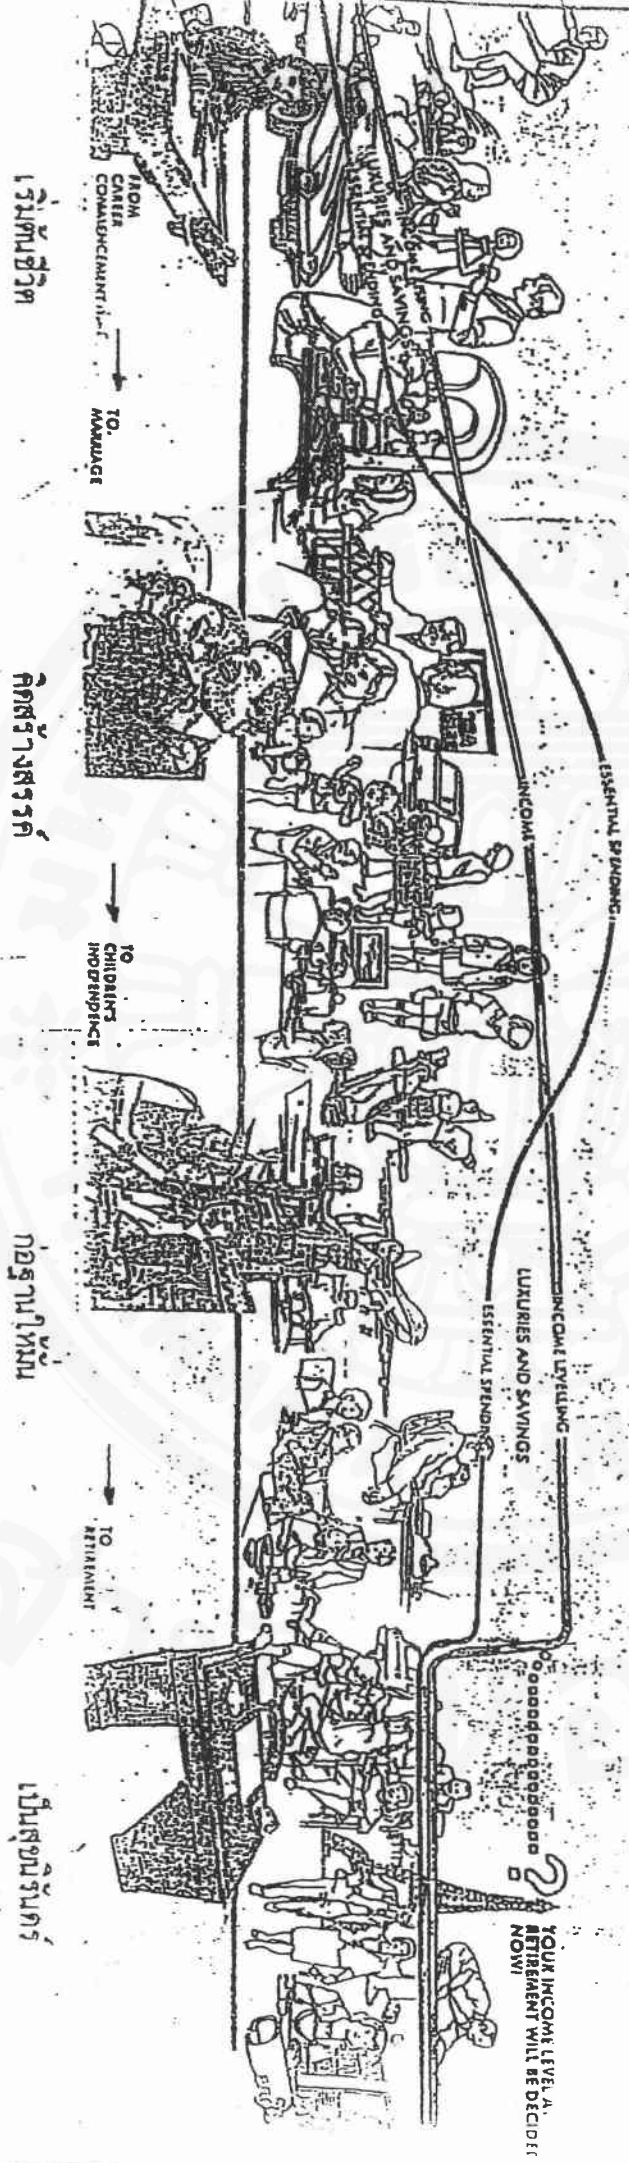 YOUR INCOME LEVEL A.
RETIREMENT WILL BE DECIDED
NOW!
ESSENTIAL SPENDING
INCOME
INCOME LEVELLING
LUXURIES AND SAVINGS
ESSENTIAL SPENDING
LUXURIES AND SAVINGS
ESSENTIAL SPENDING
FROM
CAREER
COMMENCEMENT
TO
MARRIAGE
TO
CHILDREN'S
INDEPENDENCE
TO
RETIREMENT
เริ่มต้นชีวิต
คิดสร้างสรรค์
ก่อฐานให้มั่น
เป็นสุขนิรันดร์